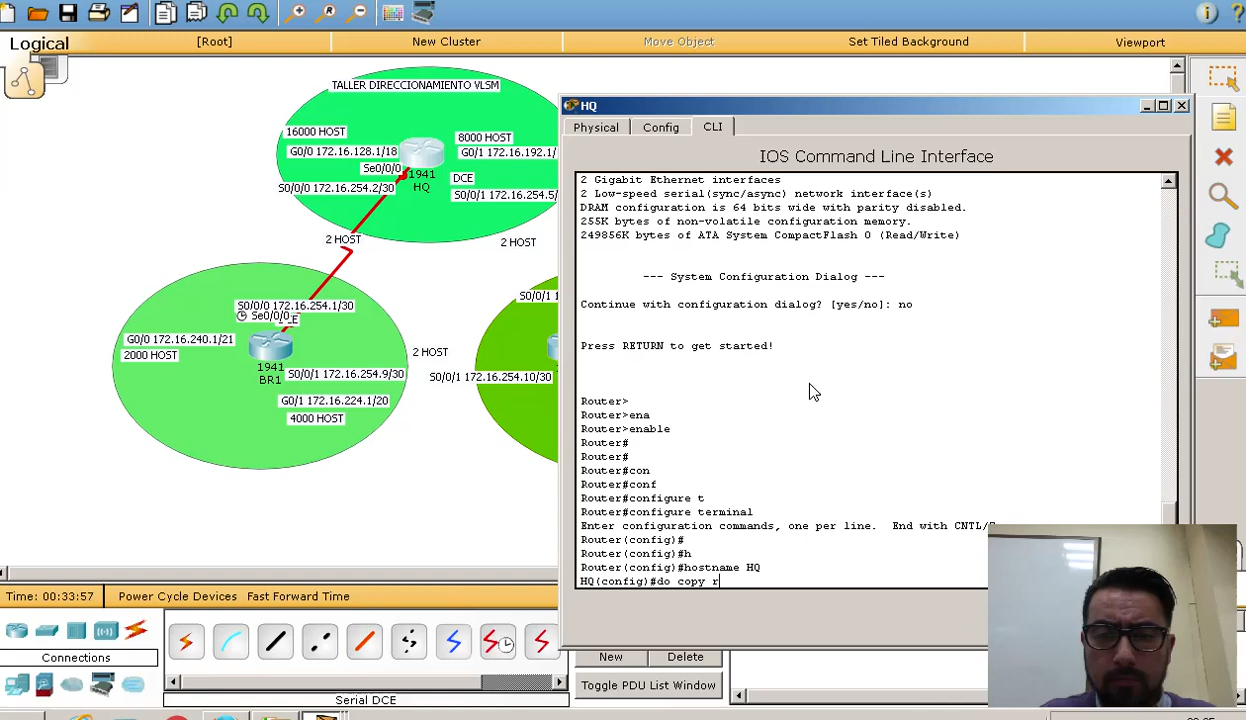 Logical
[Root]
New Cluster
Move Object
Set Tiled Background
Viewport
TALLER DIRECCIONAMIENTO VLSM
16000 HOST
8000 HOST
G0/0 172.16.128.1/18
G0/1 172.16.192.1/
Se0/0/0
1941
HQ
DCE
S0/0/0 172.16.254.2/30
S0/0/1 172.16.254.5/
2 HOST
2 HOST
S0/0/0 172.16.254.1/30
Se0/0/0
S0/0/1
G0/0 172.16.240.1/21
2000 HOST
1941
BR1
2 HOST
S0/0/1 172.16.254.9/30
S0/0/1 172.16.254.10/30
G0/1 172.16.224.1/20
4000 HOST
HQ
Physical
Config
CLI
IOS Command Line Interface
2 Gigabit Ethernet interfaces
2 Low-speed serial(sync/async) network interface(s)
DRAM configuration is 64 bits wide with parity disabled.
255K bytes of non-volatile configuration memory.
249856K bytes of ATA System CompactFlash 0 (Read/Write)
--- System Configuration Dialog ---
Continue with configuration dialog? [yes/no]: no
Press RETURN to get started!
Router>
Router>ena
Router>enable
Router#
Router#
Router#con
Router#conf
Router#configure t
Router#configure terminal
Enter configuration commands, one per line.  End with CNTL/
Router(config)#
Router(config)#h
Router(config)#hostname HQ
HQ(config)#do copy r
Time: 00:33:57
Power Cycle Devices
Fast Forward Time
Connections
Serial DCE
New
Delete
Toggle PDU List Window